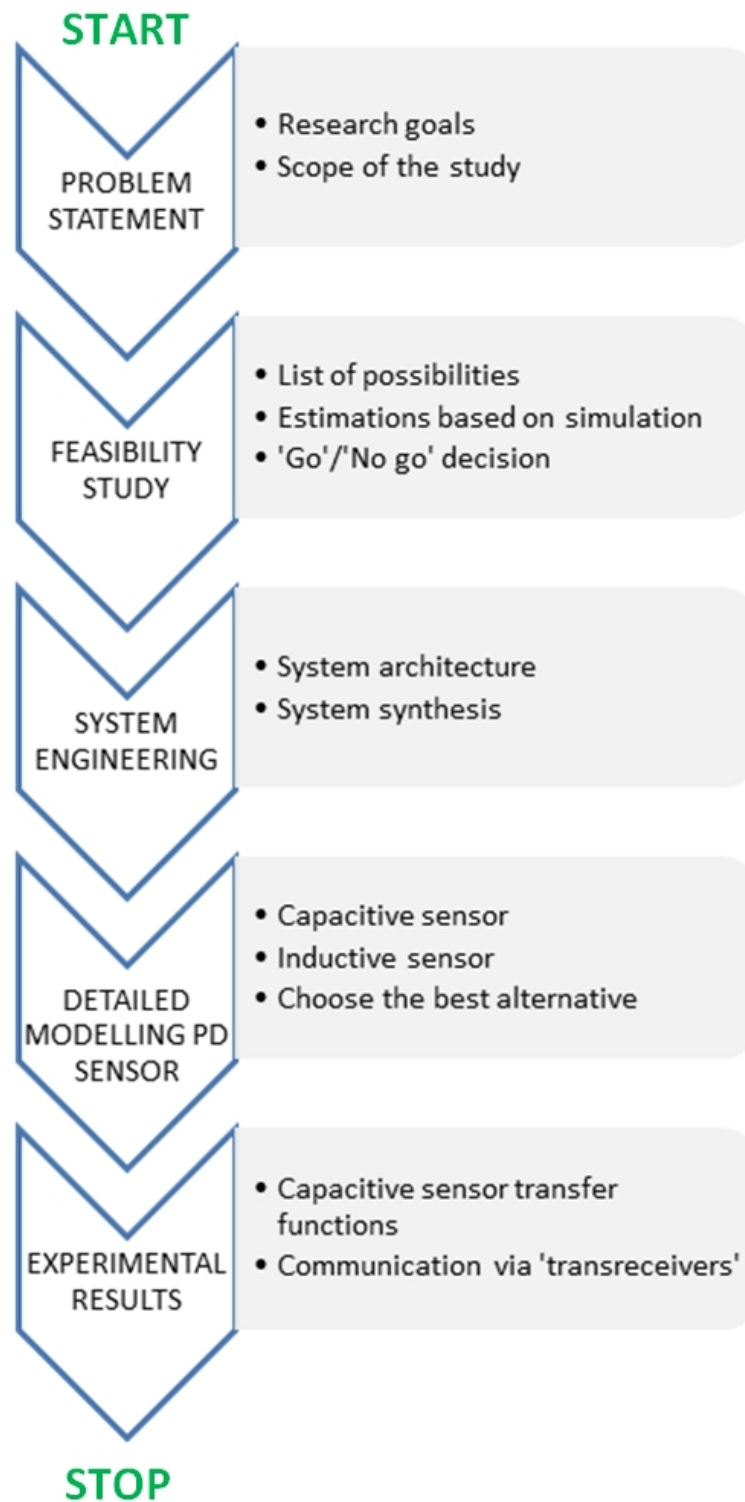 START
PROBLEM
STATEMENT
• Research goals
• Scope of the study
FEASIBILITY
STUDY
• List of possibilities
• Estimations based on simulation
• 'Go'/'No go' decision
SYSTEM
ENGINEERING
• System architecture
• System synthesis
DETAILED
MODELLING PD
SENSOR
• Capacitive sensor
• Inductive sensor
• Choose the best alternative
EXPERIMENTAL
RESULTS
• Capacitive sensor transfer
functions
• Communication via 'transreceivers'
STOP